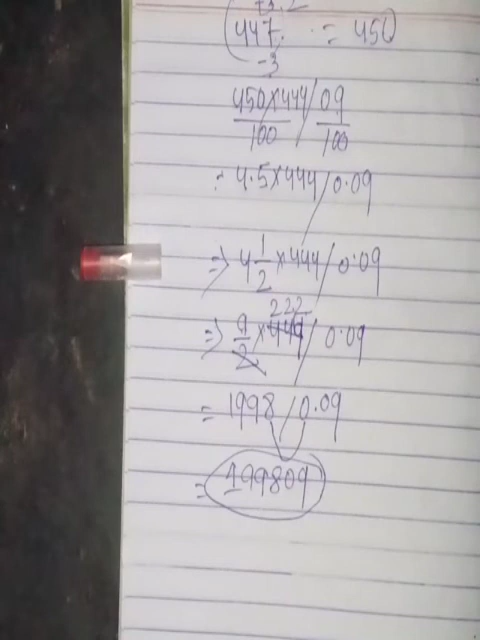 447. = 450
-3
450×444/09
100 / 100
∴ 4.5×444/0.09
⇒ 4 1/2 ×444/0.09
222
⇒ 9/2 ×444/0.09
= 1998/0.09
= 199809